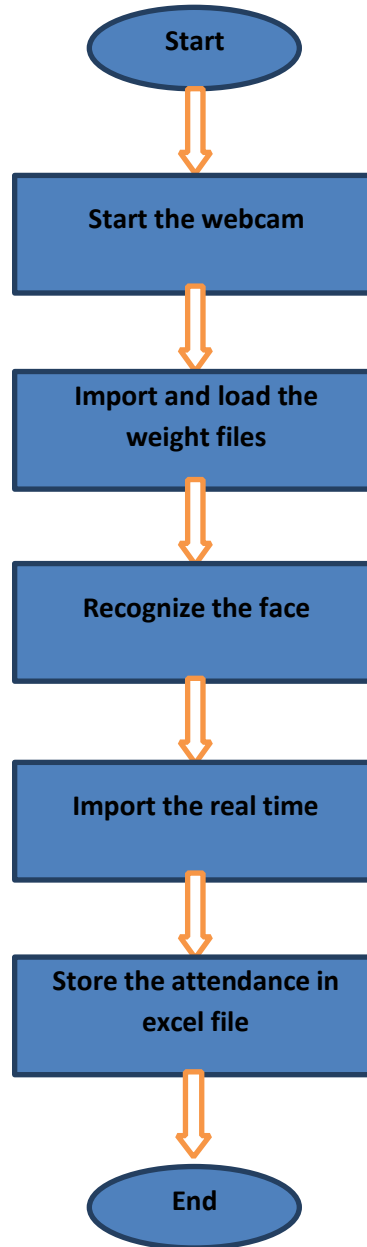 Start
Start the webcam
Import and load the
weight files
Recognize the face
Import the real time
Store the attendance in
excel file
End